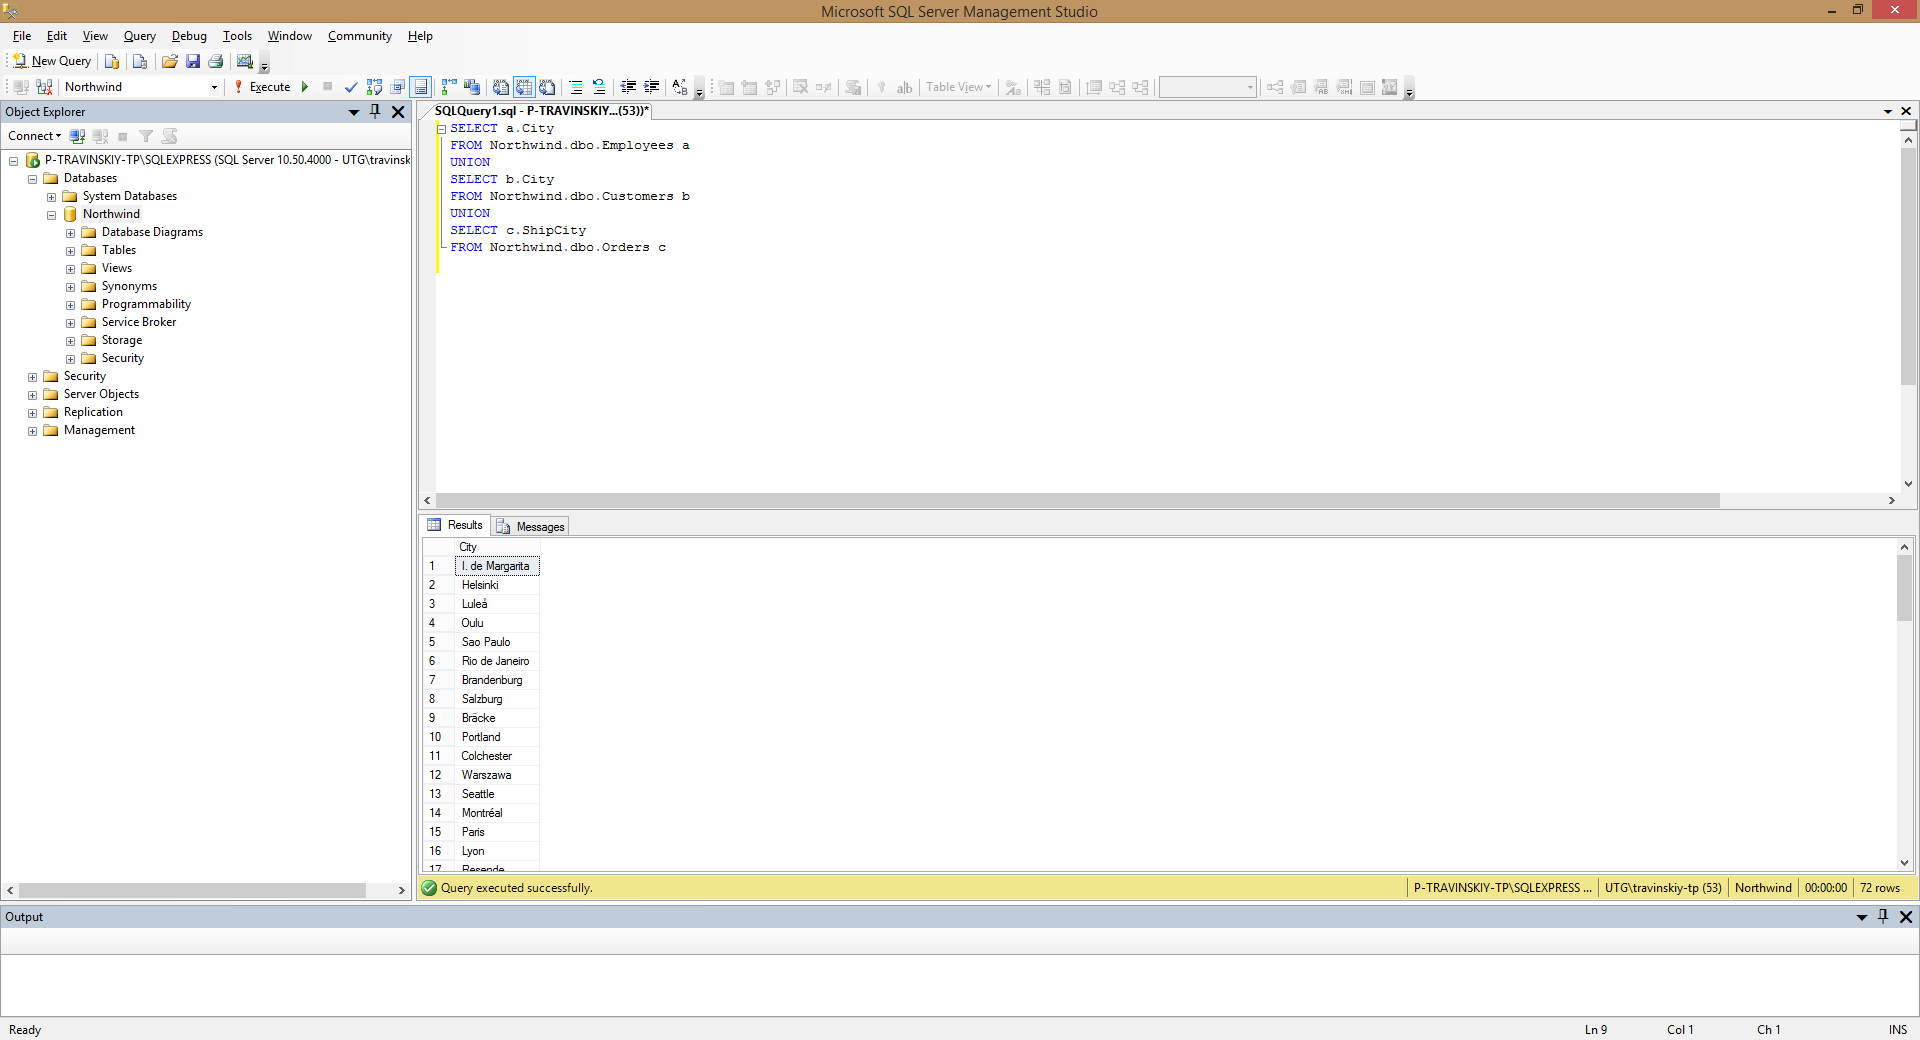 Microsoft SQL Server Management Studio
File Edit View Query Debug Tools Window Community Help
New Query
Northwind Execute Table View
Object Explorer
Connect
P-TRAVINSKIY-TP\SQLEXPRESS (SQL Server 10.50.4000 - UTG\travinsk
Databases
System Databases
Northwind
Database Diagrams
Tables
Views
Synonyms
Programmability
Service Broker
Storage
Security
Security
Server Objects
Replication
Management
SQLQuery1.sql - P-TRAVINSKIY...(53))*
SELECT a.City
FROM Northwind.dbo.Employees a
UNION
SELECT b.City
FROM Northwind.dbo.Customers b
UNION
SELECT c.ShipCity
FROM Northwind.dbo.Orders c
Results Messages
City
1 I. de Margarita
2 Helsinki
3 Luleå
4 Oulu
5 Sao Paulo
6 Rio de Janeiro
7 Brandenburg
8 Salzburg
9 Bräcke
10 Portland
11 Colchester
12 Warszawa
13 Seattle
14 Montréal
15 Paris
16 Lyon
17 Resende
Query executed successfully. P-TRAVINSKIY-TP\SQLEXPRESS ... UTG\travinskiy-tp (53) Northwind 00:00:00 72 rows
Output
Ready Ln 9 Col 1 Ch 1 INS